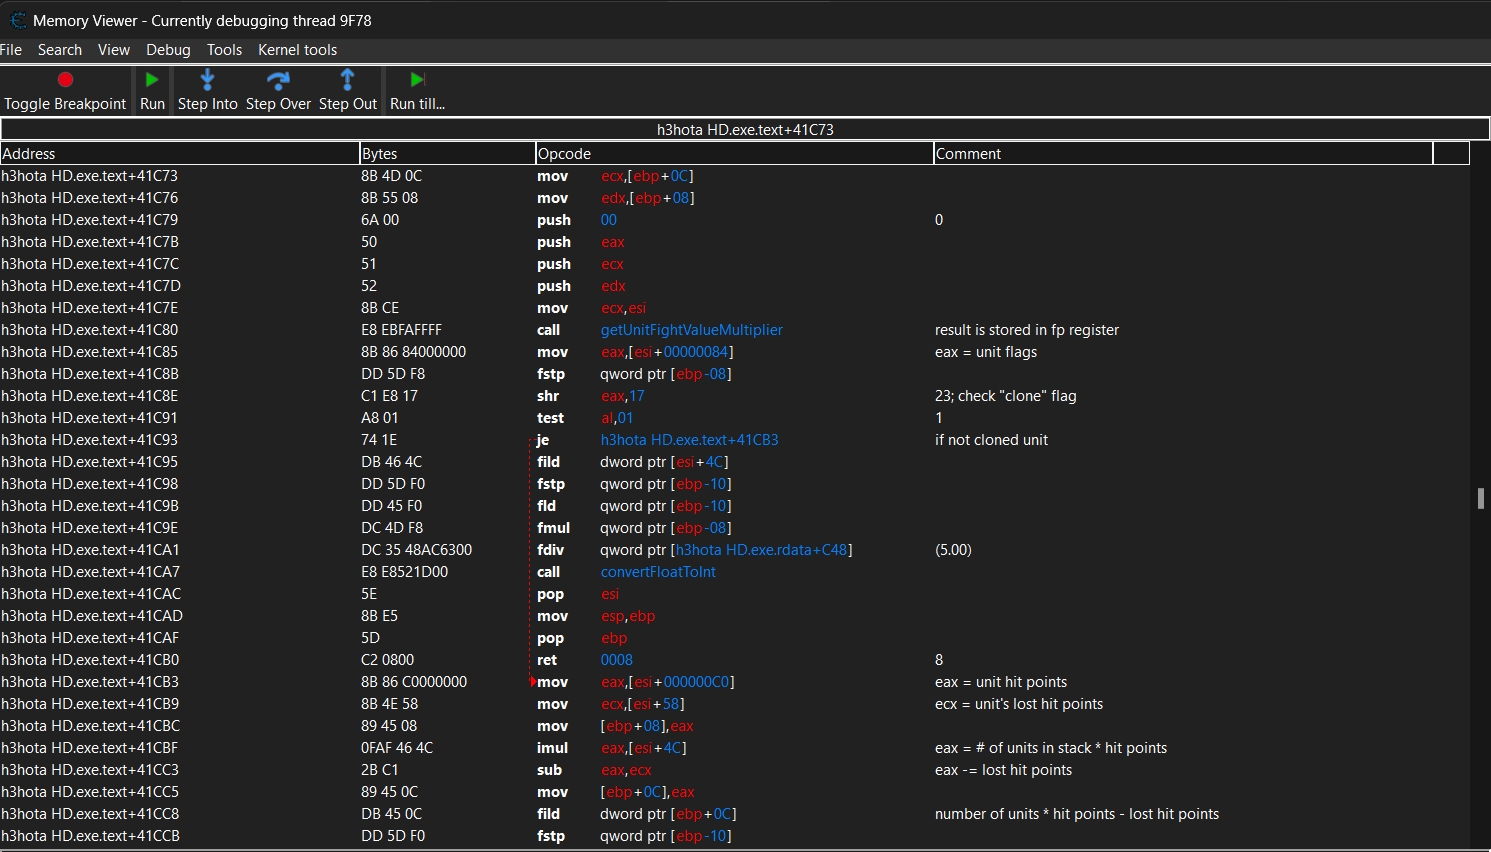 Memory Viewer - Currently debugging thread 9F78
File Search View Debug Tools Kernel tools
Toggle Breakpoint Run Step Into Step Over Step Out Run till...
h3hota HD.exe.text+41C73
Address Bytes Opcode Comment
h3hota HD.exe.text+41C73 8B 4D 0C mov ecx,[ebp+0C]
h3hota HD.exe.text+41C76 8B 55 08 mov edx,[ebp+08]
h3hota HD.exe.text+41C79 6A 00 push 00 0
h3hota HD.exe.text+41C7B 50 push eax
h3hota HD.exe.text+41C7C 51 push ecx
h3hota HD.exe.text+41C7D 52 push edx
h3hota HD.exe.text+41C7E 8B CE mov ecx,esi
h3hota HD.exe.text+41C80 E8 EBFAFFFF call getUnitFightValueMultiplier result is stored in fp register
h3hota HD.exe.text+41C85 8B 86 84000000 mov eax,[esi+00000084] eax = unit flags
h3hota HD.exe.text+41C8B DD 5D F8 fstp qword ptr [ebp-08]
h3hota HD.exe.text+41C8E C1 E8 17 shr eax,17 23; check "clone" flag
h3hota HD.exe.text+41C91 A8 01 test al,01 1
h3hota HD.exe.text+41C93 74 1E je h3hota HD.exe.text+41CB3 if not cloned unit
h3hota HD.exe.text+41C95 DB 46 4C fild dword ptr [esi+4C]
h3hota HD.exe.text+41C98 DD 5D F0 fstp qword ptr [ebp-10]
h3hota HD.exe.text+41C9B DD 45 F0 fld qword ptr [ebp-10]
h3hota HD.exe.text+41C9E DC 4D F8 fmul qword ptr [ebp-08]
h3hota HD.exe.text+41CA1 DC 35 48AC6300 fdiv qword ptr [h3hota HD.exe.rdata+C48] (5.00)
h3hota HD.exe.text+41CA7 E8 E8521D00 call convertFloatToInt
h3hota HD.exe.text+41CAC 5E pop esi
h3hota HD.exe.text+41CAD 8B E5 mov esp,ebp
h3hota HD.exe.text+41CAF 5D pop ebp
h3hota HD.exe.text+41CB0 C2 0800 ret 0008 8
h3hota HD.exe.text+41CB3 8B 86 C0000000 mov eax,[esi+000000C0] eax = unit hit points
h3hota HD.exe.text+41CB9 8B 4E 58 mov ecx,[esi+58] ecx = unit's lost hit points
h3hota HD.exe.text+41CBC 89 45 08 mov [ebp+08],eax
h3hota HD.exe.text+41CBF 0FAF 46 4C imul eax,[esi+4C] eax = # of units in stack * hit points
h3hota HD.exe.text+41CC3 2B C1 sub eax,ecx eax -= lost hit points
h3hota HD.exe.text+41CC5 89 45 0C mov [ebp+0C],eax
h3hota HD.exe.text+41CC8 DB 45 0C fild dword ptr [ebp+0C] number of units * hit points - lost hit points
h3hota HD.exe.text+41CCB DD 5D F0 fstp qword ptr [ebp-10]